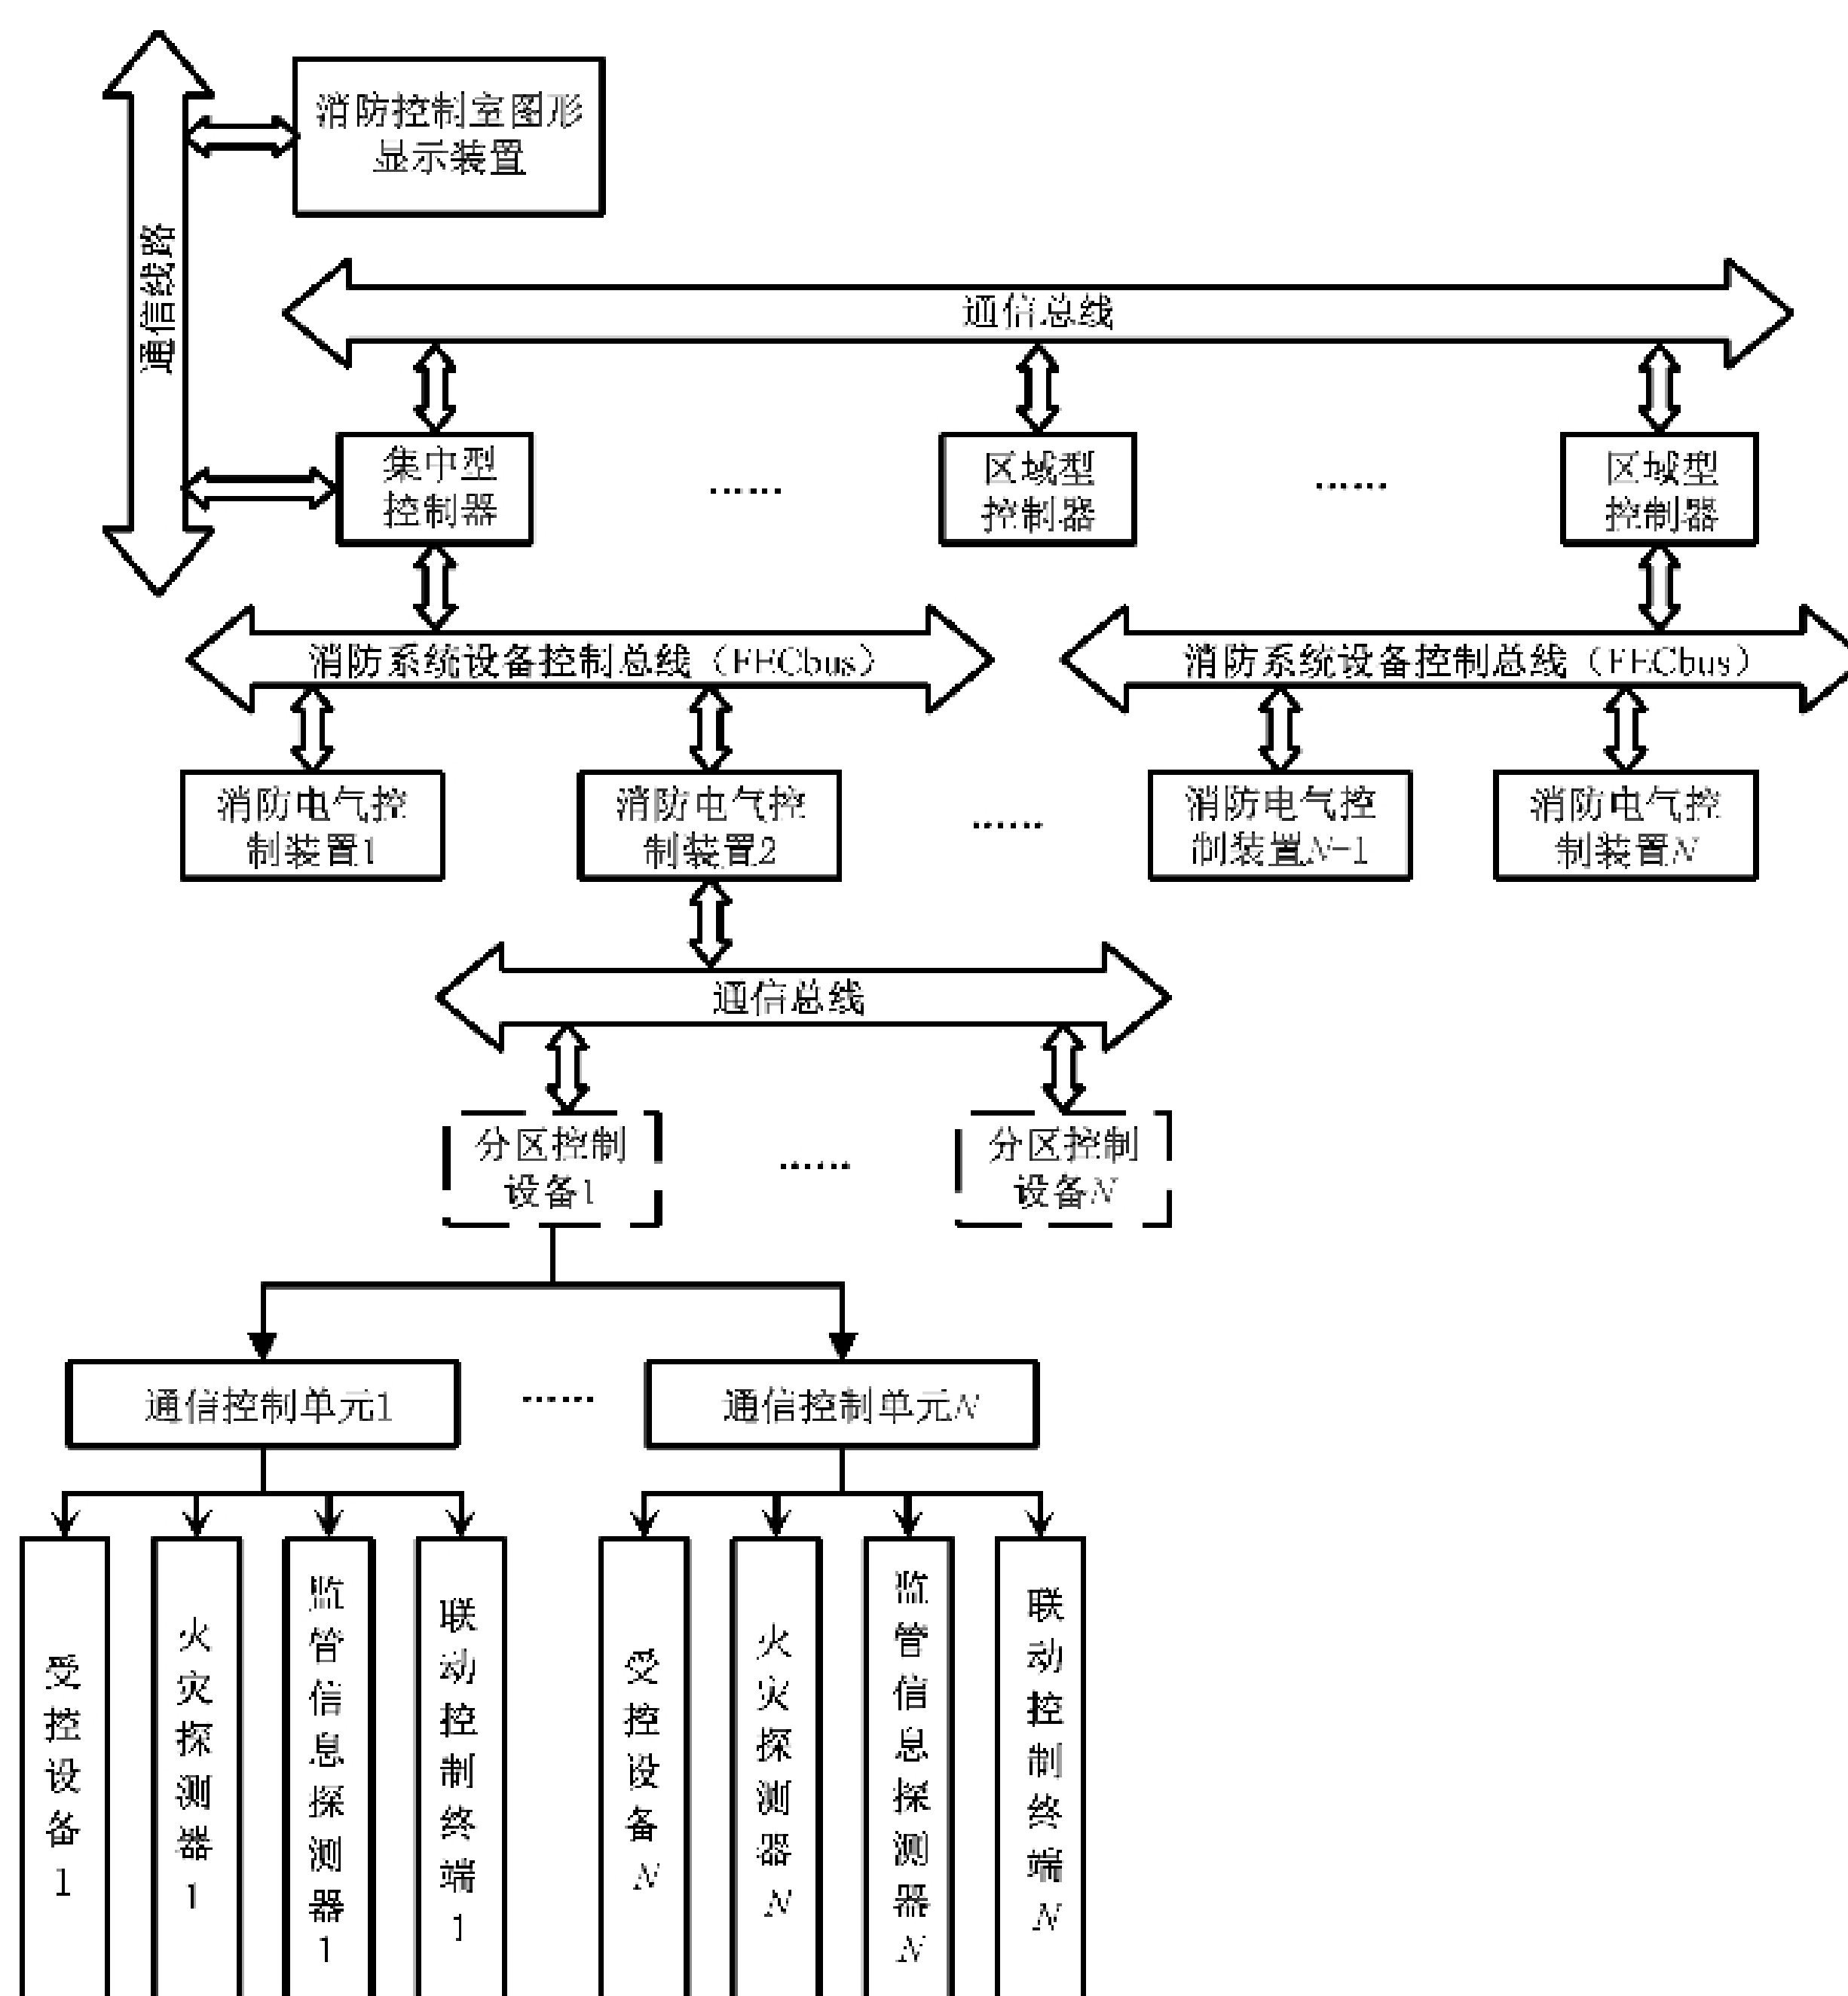 消防控制室图形
显示装置
通信线路
通信总线
集中型
控制器
……
区域型
控制器
……
区域型
控制器
消防系统设备控制总线（FECbus）
消防系统设备控制总线（FECbus）
消防电气控
制装置1
消防电气控
制装置2
……
消防电气控
制装置N-1
消防电气控
制装置N
通信总线
分区控制
设备1
……
分区控制
设备N
通信控制单元1
……
通信控制单元N
受控设备1
火灾探测器1
监管信息探测器1
联动控制终端1
受控设备N
火灾探测器N
监管信息探测器N
联动控制终端N